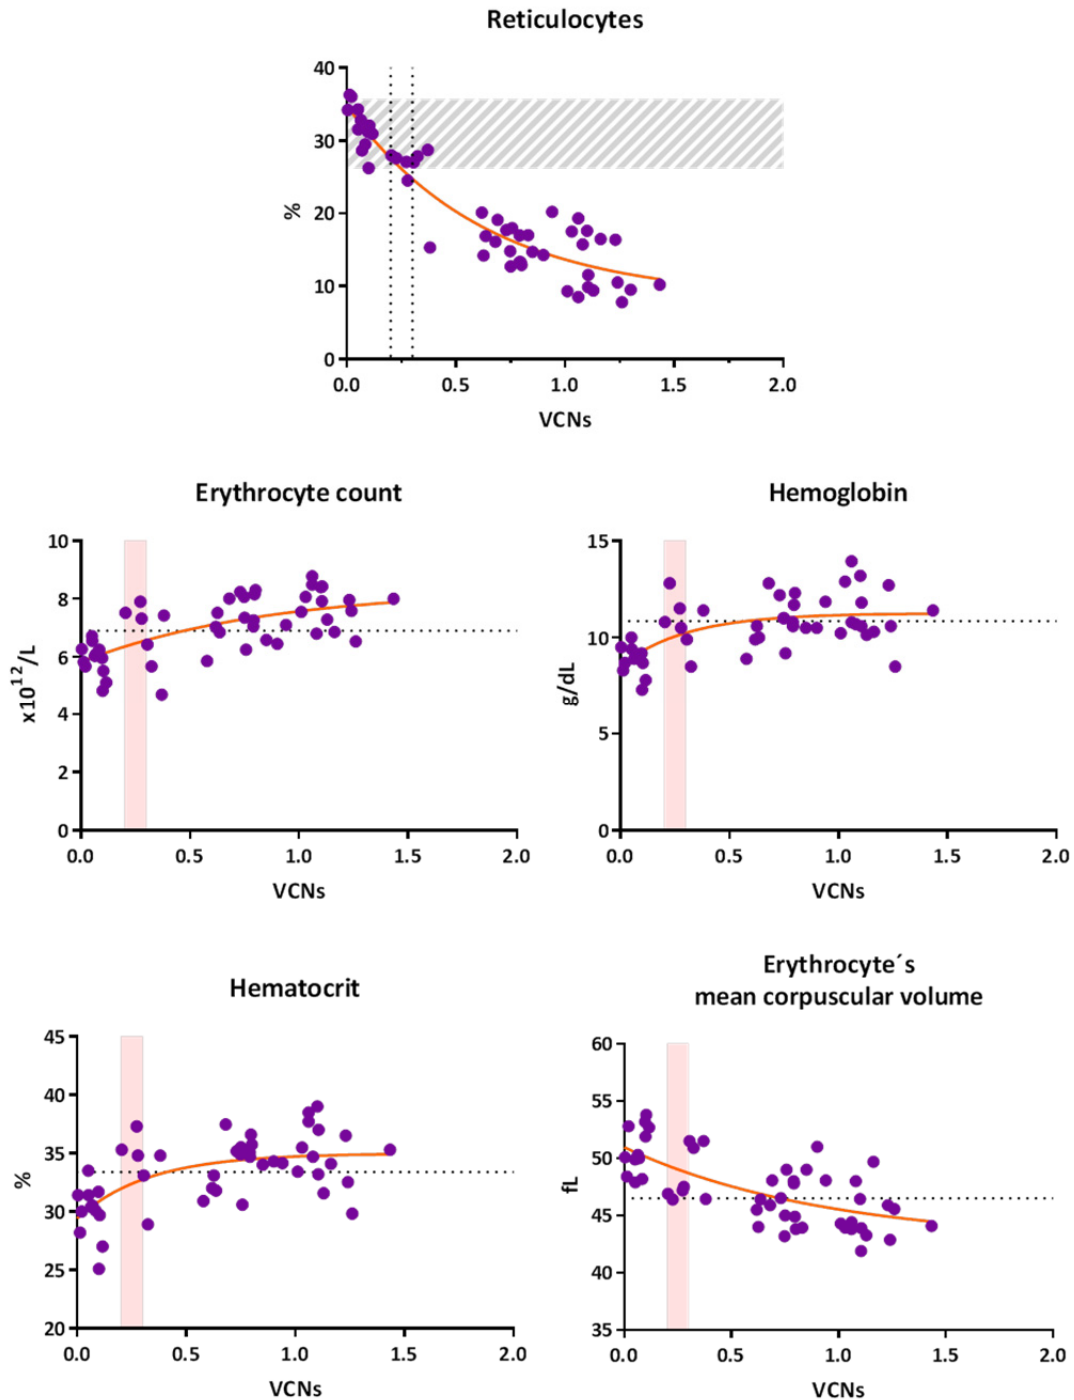 Reticulocytes
40
30
20
10
0
%
0.0 0.5 1.0 1.5 2.0
VCNs
Erythrocyte count
10
8
6
4
2
0
x10¹²/L
0.0 0.5 1.0 1.5 2.0
VCNs
Hemoglobin
15
10
5
0
g/dL
0.0 0.5 1.0 1.5 2.0
VCNs
Hematocrit
45
40
35
30
25
20
%
0.0 0.5 1.0 1.5 2.0
VCNs
Erythrocyte´s
mean corpuscular volume
60
55
50
45
40
35
fL
0.0 0.5 1.0 1.5 2.0
VCNs